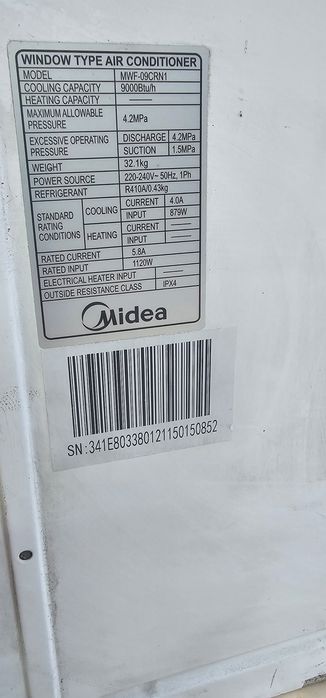 WINDOW TYPE AIR CONDITIONER
MODEL MWF-09CRN1
COOLING CAPACITY 9000Btu/h
HEATING CAPACITY ——
MAXIMUM ALLOWABLE PRESSURE 4.2MPa
EXCESSIVE OPERATING PRESSURE DISCHARGE 4.2MPa
SUCTION 1.5MPa
WEIGHT 32.1kg
POWER SOURCE 220-240V~ 50Hz, 1Ph
REFRIGERANT R410A/0.43kg
STANDARD RATING CONDITIONS COOLING CURRENT 4.0A
INPUT 879W
HEATING CURRENT ——
INPUT ——
RATED CURRENT 5.8A
RATED INPUT 1120W
ELECTRICAL HEATER INPUT ——
OUTSIDE RESISTANCE CLASS IPX4
Midea
SN:341E803380121150150852